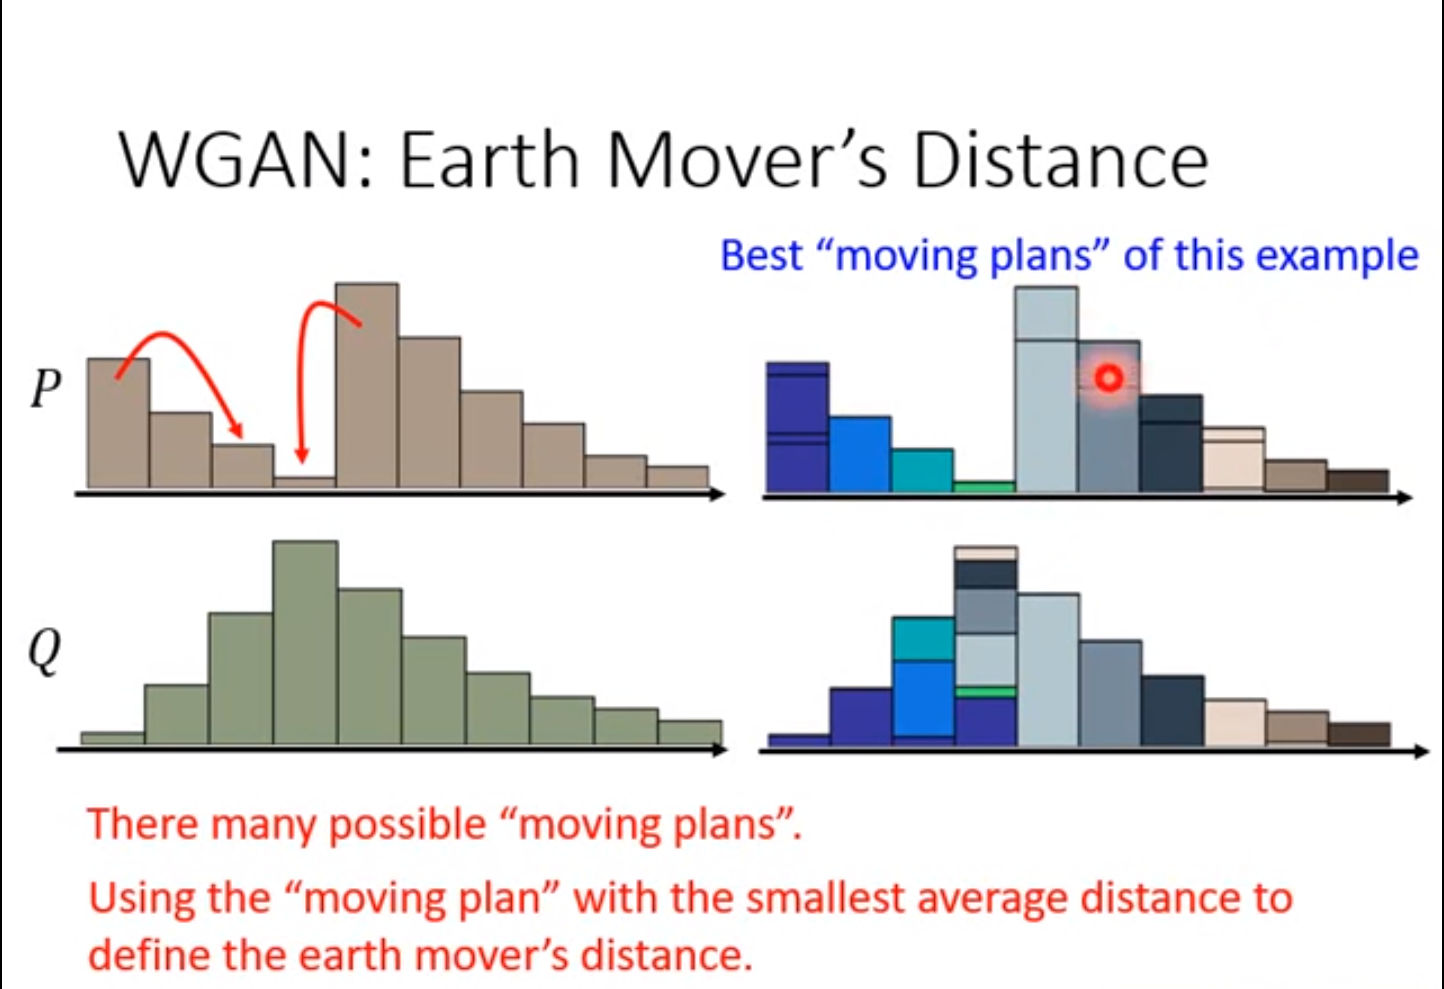 WGAN: Earth Mover's Distance
Best “moving plans” of this example
P
Q
There many possible “moving plans”.
Using the “moving plan” with the smallest average distance to
define the earth mover's distance.